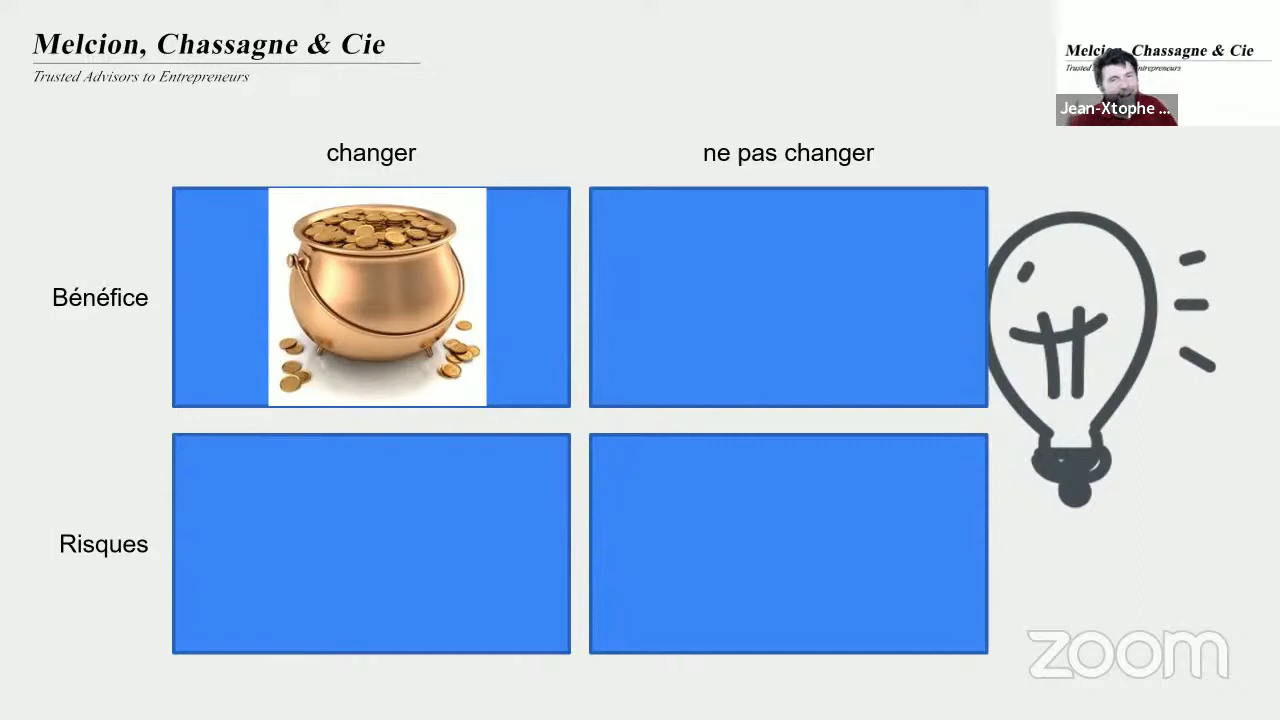 Melcion, Chassagne & Cie
Trusted Advisors to Entrepreneurs
Melcion, Chassagne & Cie
Jean-Xtophe ...
changer
ne pas changer
Bénéfice
Risques
zoom